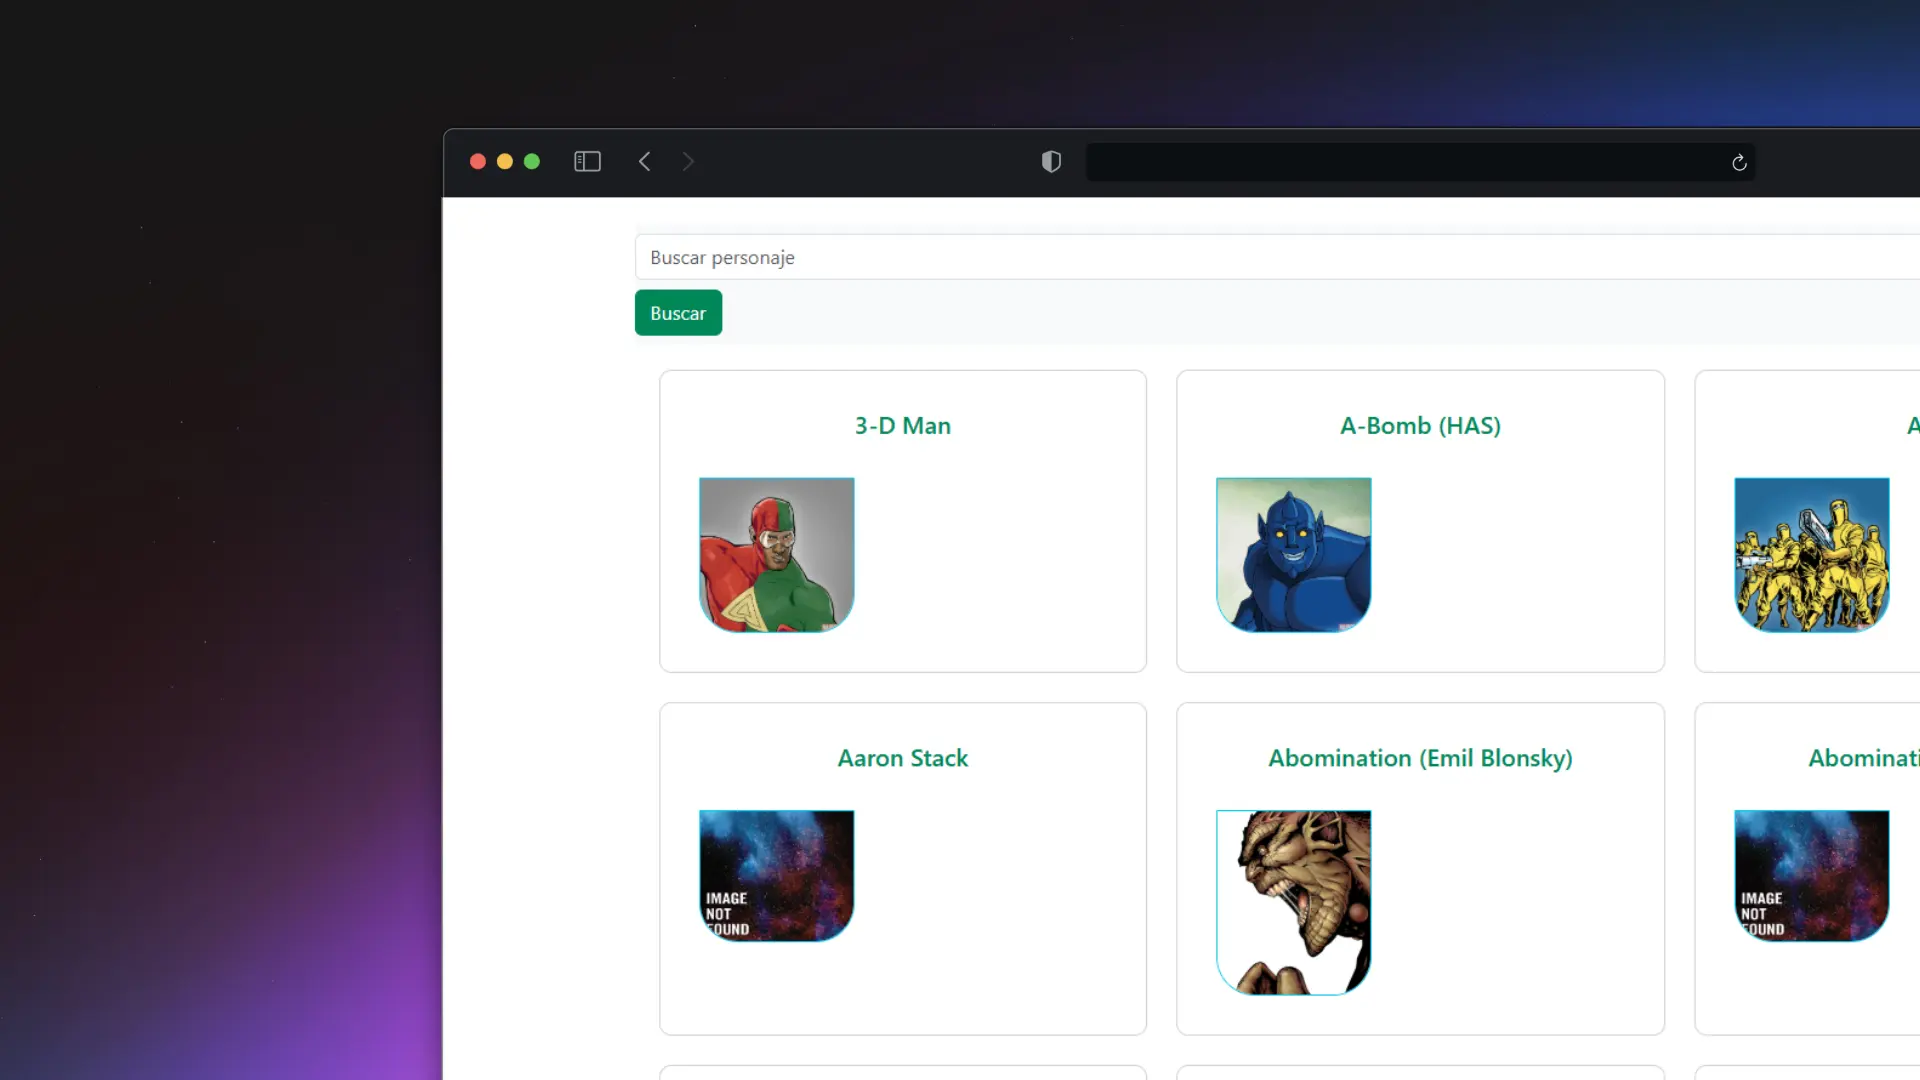 Buscar personaje
Buscar
3-D Man
A-Bomb (HAS)
A
Aaron Stack
Abomination (Emil Blonsky)
Abominati
IMAGE
NOT
FOUND
IMAGE
NOT
FOUND